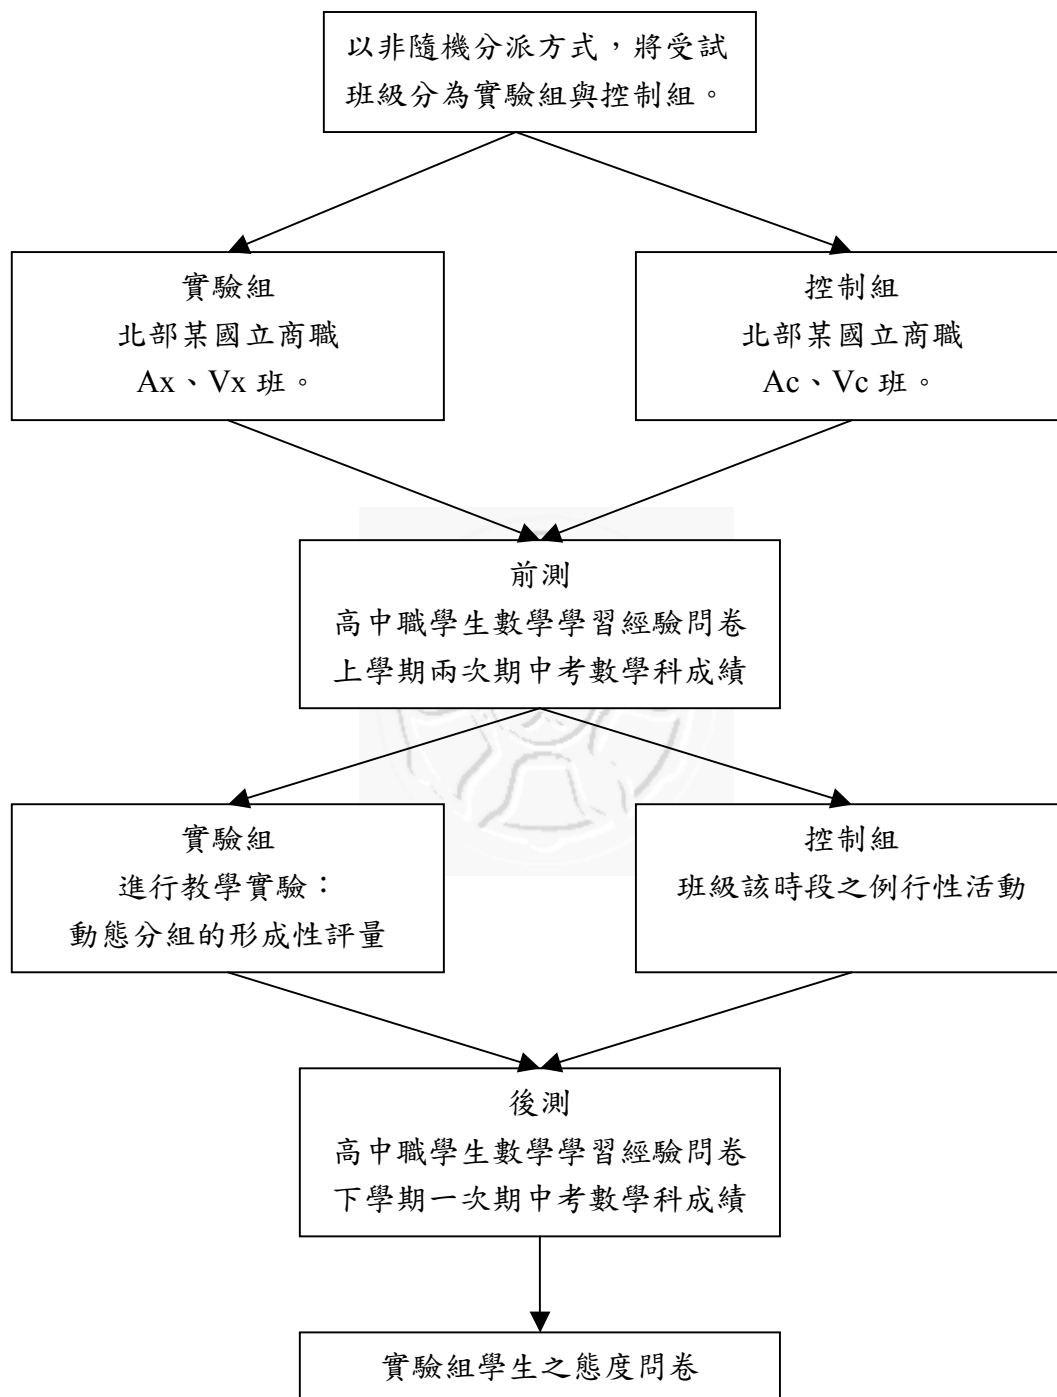 以非隨機分派方式，將受試
班級分為實驗組與控制組。
實驗組
北部某國立商職
Ax、Vx 班。
控制組
北部某國立商職
Ac、Vc 班。
前測
高中職學生數學學習經驗問卷
上學期兩次期中考數學科成績
實驗組
進行教學實驗：
動態分組的形成性評量
控制組
班級該時段之例行性活動
後測
高中職學生數學學習經驗問卷
下學期一次期中考數學科成績
實驗組學生之態度問卷